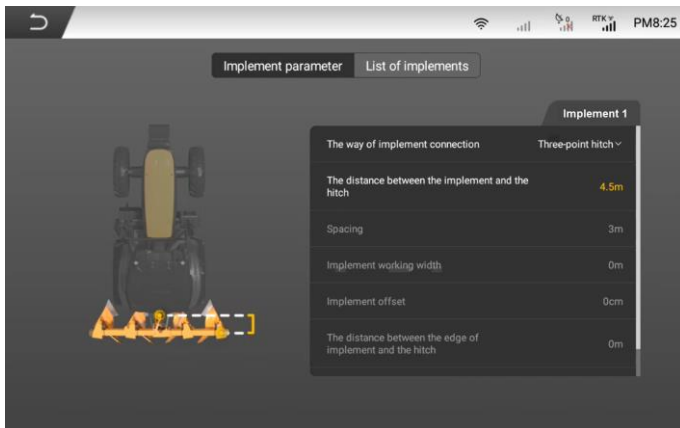 0
RTK
PM8:25
Implement parameter
List of implements
Implement 1
The way of implement connection
Three-point hitch
The distance between the implement and the
hitch
4.5m
Spacing
3m
Implement working width
0m
Implement offset
0cm
The distance between the edge of
implement and the hitch
0m